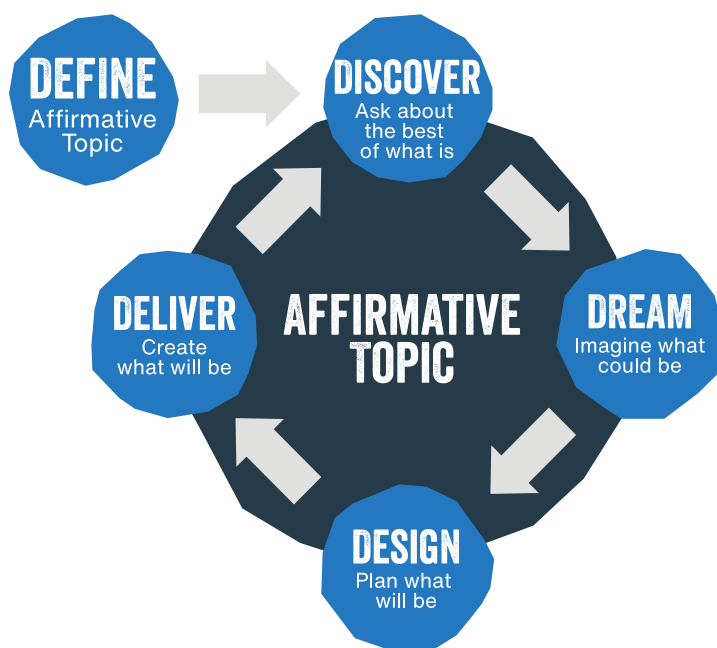 DEFINE
Affirmative
Topic
DISCOVER
Ask about
the best
of what is
DREAM
Imagine what
could be
DESIGN
Plan what
will be
DELIVER
Create
what will be
AFFIRMATIVE
TOPIC